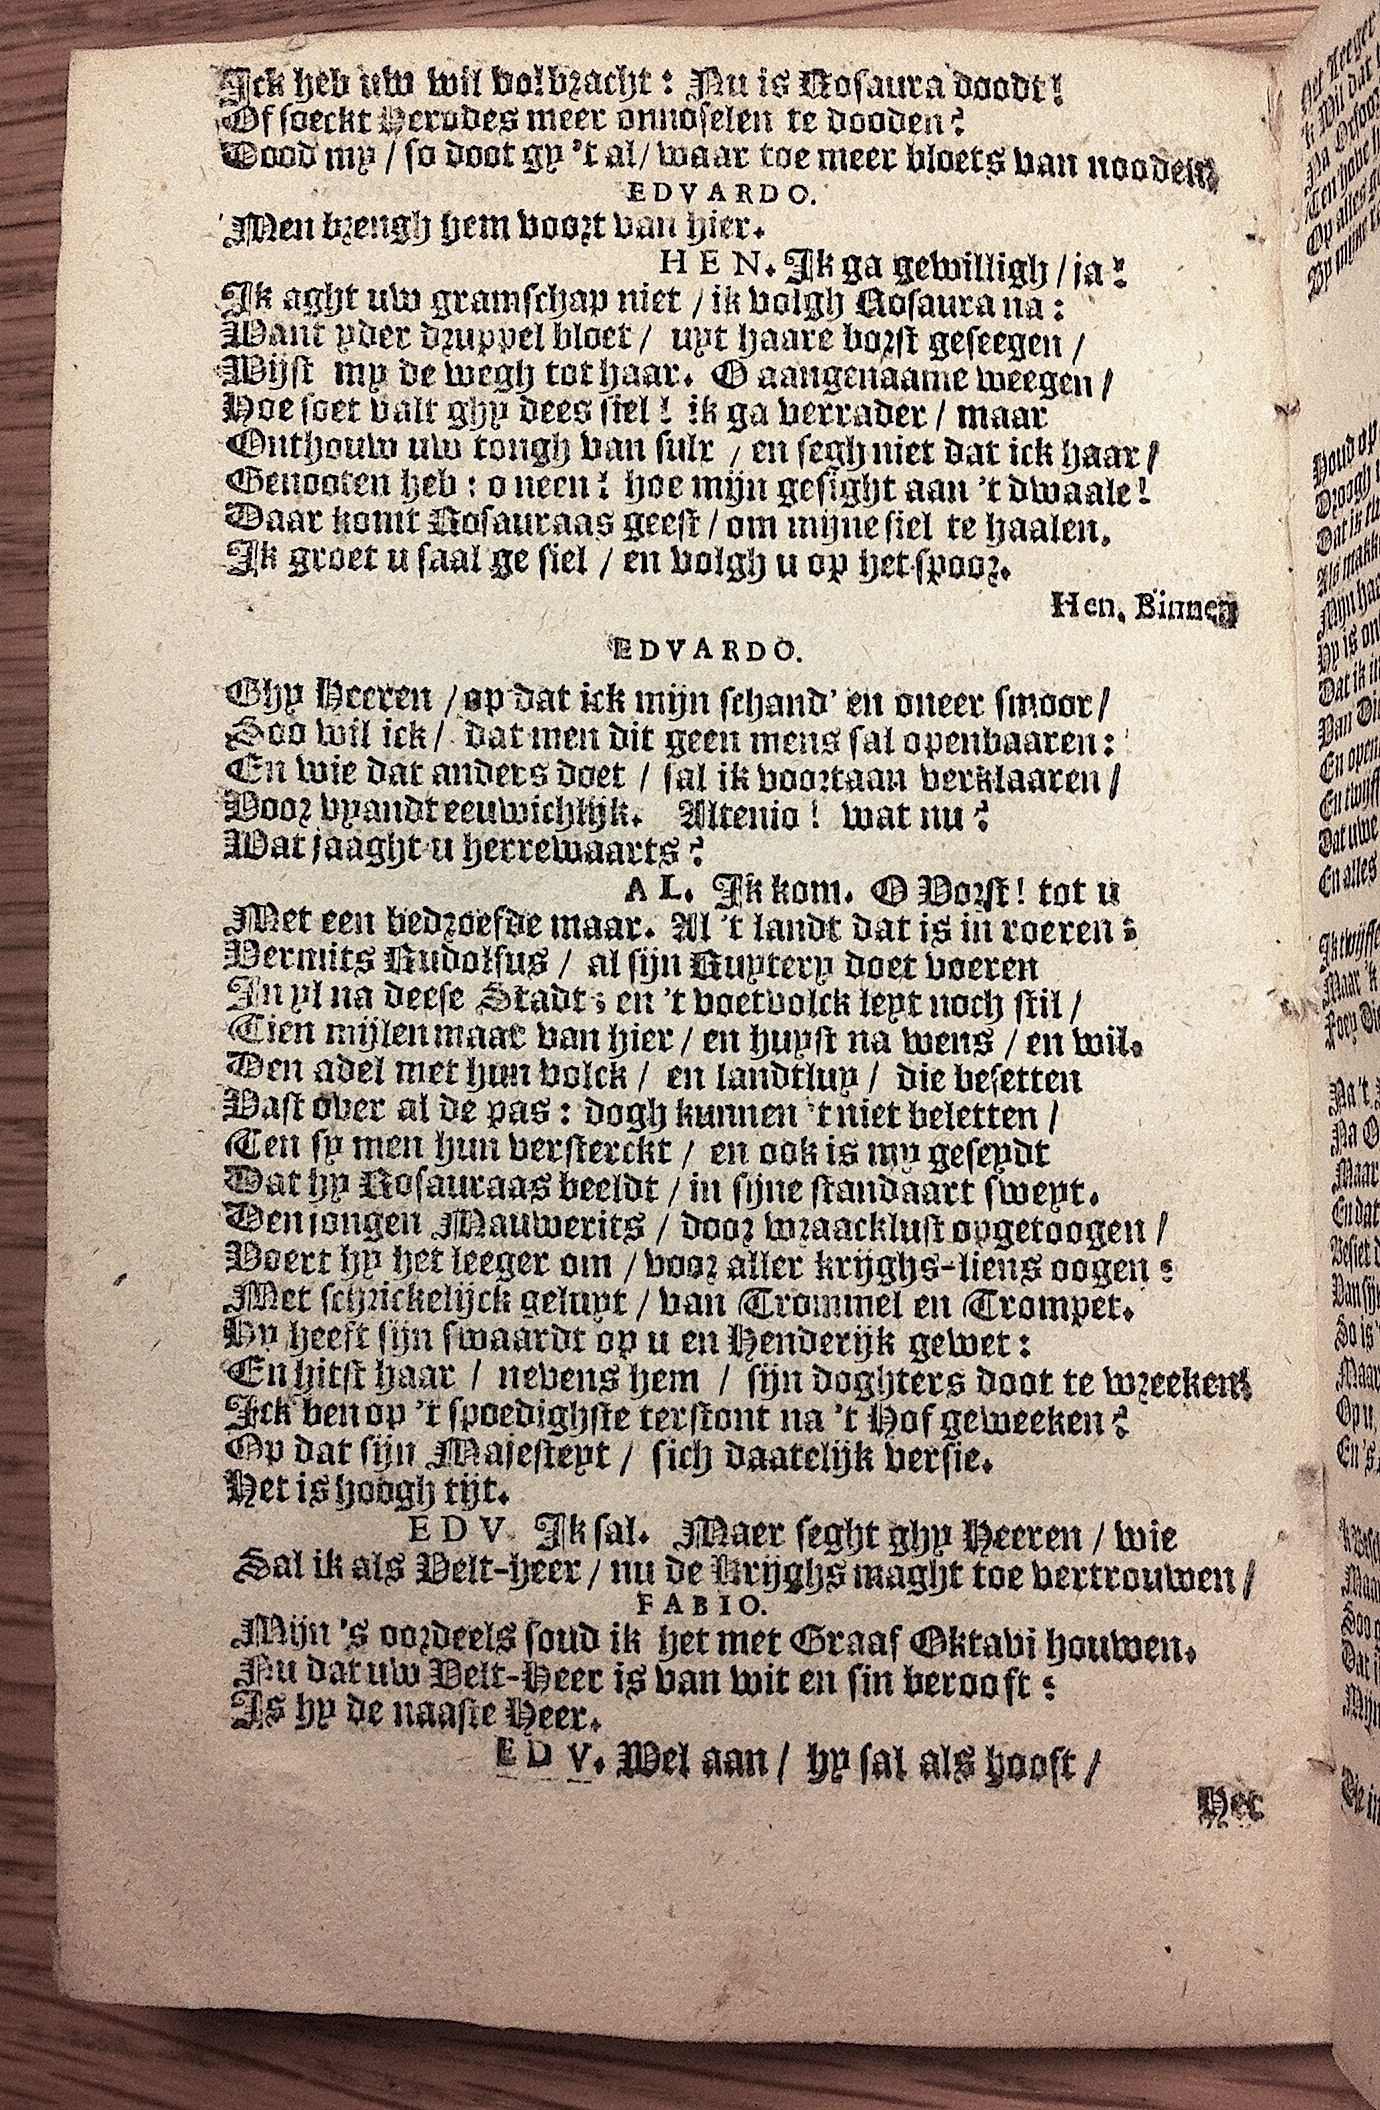 Ick heb uw wil volbracht: Nu is Rosaura doodt!
Of soeckt Herodes meer onnoselen te dooden?
Dood my / so doot gy 't al / waar toe meer bloets van nooden?
EDVARDO.
Men brengh hem voort van hier.
HEN. Ik ga gewilligh / ja!
Ik aght uw gramschap niet / ik volgh Rosaura na:
Want yder druppel bloet / uyt haare borst geseegen /
Wijst my de wegh tot haar. O aangenaame weegen /
Hoe soet valt ghy dees siel! ik ga verrader / maar
Onthouw uw tongh van sulx / en segh niet dat ick haar /
Genooten heb: o neen! hoe mijn gesight aan 't dwaale!
Daar komt Rosauraas geest / om mijne siel te haalen.
Ik groet u saal ge siel / en volgh u op het spoor.
Hen. Binnen
EDVARDO.
Ghy Heeren / op dat ick mijn schand' en oneer smoor /
Soo wil ick / dat men dit geen mens sal openbaaren:
En wie dat anders doet / sal ik voortaan verklaaren /
Voor vyandt eeuwichlijk. Altenio! wat nu?
Wat jaaght u herrewaarts?
AL. Ik kom. O Vorst! tot u
Met een bedroefde maar. Al 't landt dat is in roeren:
Vermits Rudolfus / al sijn Ruytery doet voeren
In yl na deese Stadt; en 't voetvolck leyt noch stil /
Tien mijlen maar van hier / en huyst na wens / en wil.
Den adel met hun volck / en landtluy / die besetten
Vast over al de pas: dogh kunnen 't niet beletten /
Ten sy men hun versterckt / en ook is my geseydt
Dat hy Rosauraas beeldt / in sijne standaart sweyt.
Den jongen Mauwerits / door wraacklust opgetoogen /
Voert hy het leeger om / voor aller krijghs-liens oogen:
Met schrickelijck geluyt / van Trommel en Trompet.
Hy heeft sijn swaardt op u en Henderijk gewet:
En hitst haar / nevens hem / sijn doghters doot te wreeken!
Ick ben op 't spoedighste terstont na 't Hof geweeken?
Op dat sijn Majesteyt / sich daatelijk versie.
Het is hoogh tijt.
EDV. Ik sal. Maer seght ghy Heeren / wie
Sal ik als Velt-heer / nu de Krijghs maght toe vertrouwen /
FABIO.
Mijn 's oordeels soud ik het met Graaf Oktavi houwen.
Nu dat uw Velt-Heer is van wit en sin berooft:
Is hy de naaste Heer.
EDV. Wel aan / hy sal als hooft /
Het